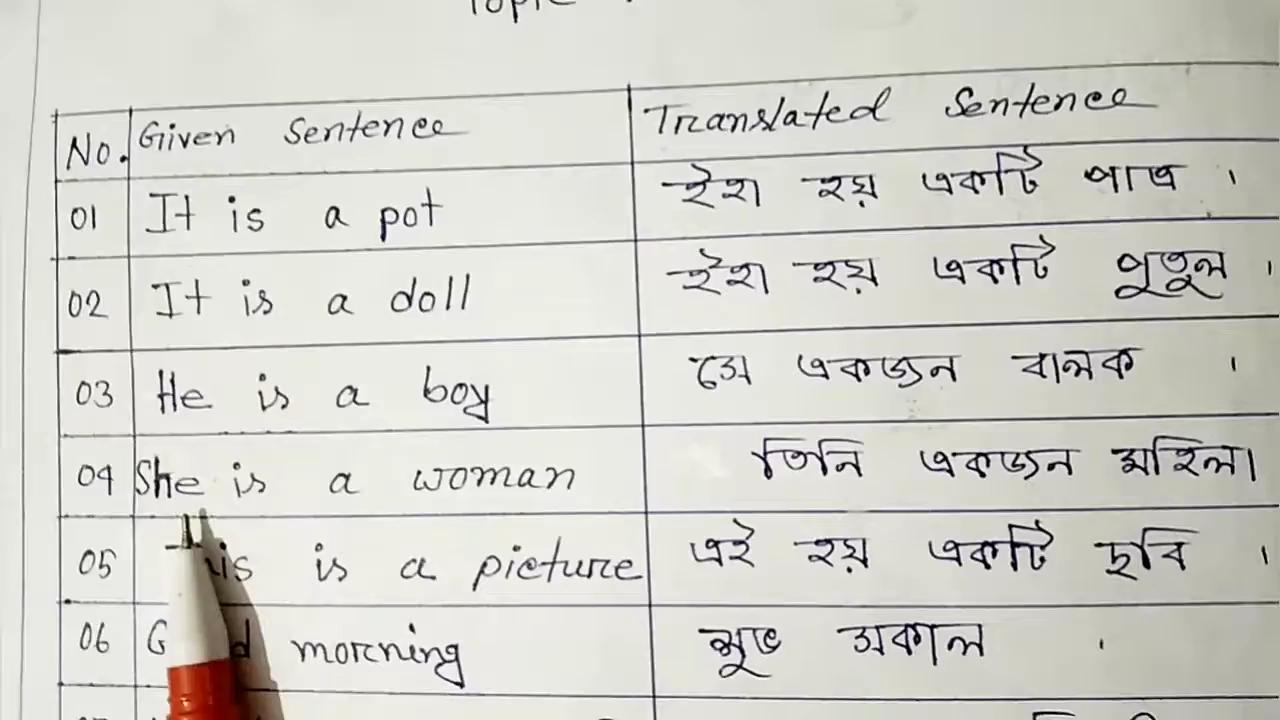 Topic
No. Given Sentence Translated Sentence
01 It is a pot ইহা হয় একটি পাত্র ।
02 It is a doll ইহা হয় একটি পুতুল ।
03 He is a boy সে একজন বালক ।
04 She is a woman তিনি একজন মহিলা।
05 is a picture এই হয় একটি ছবি ।
06 morning শুভ সকাল .